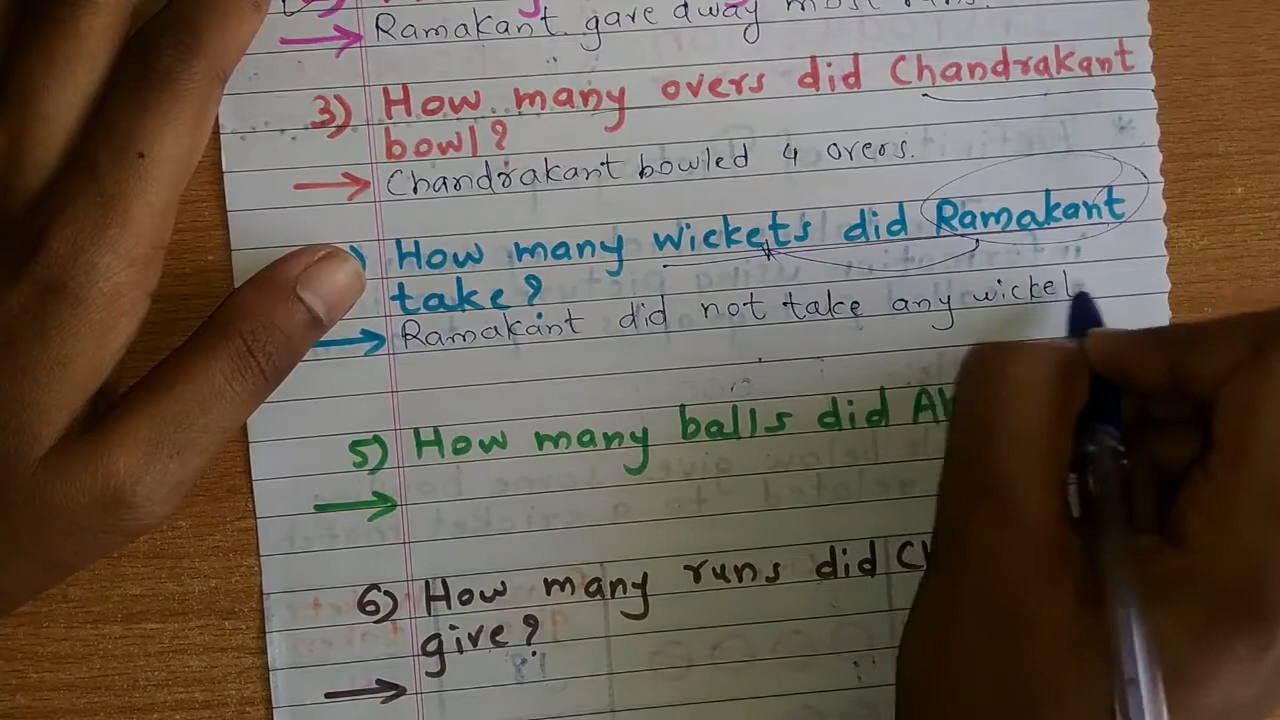 Ramakant gave away most runs.
3) How many overs did Chandrakant
bowl?
Chandrakant bowled 4 overs.
) How many wickets did Ramakant
take?
Ramakant did not take any wicket
5) How many balls did
6) How many runs did
give?